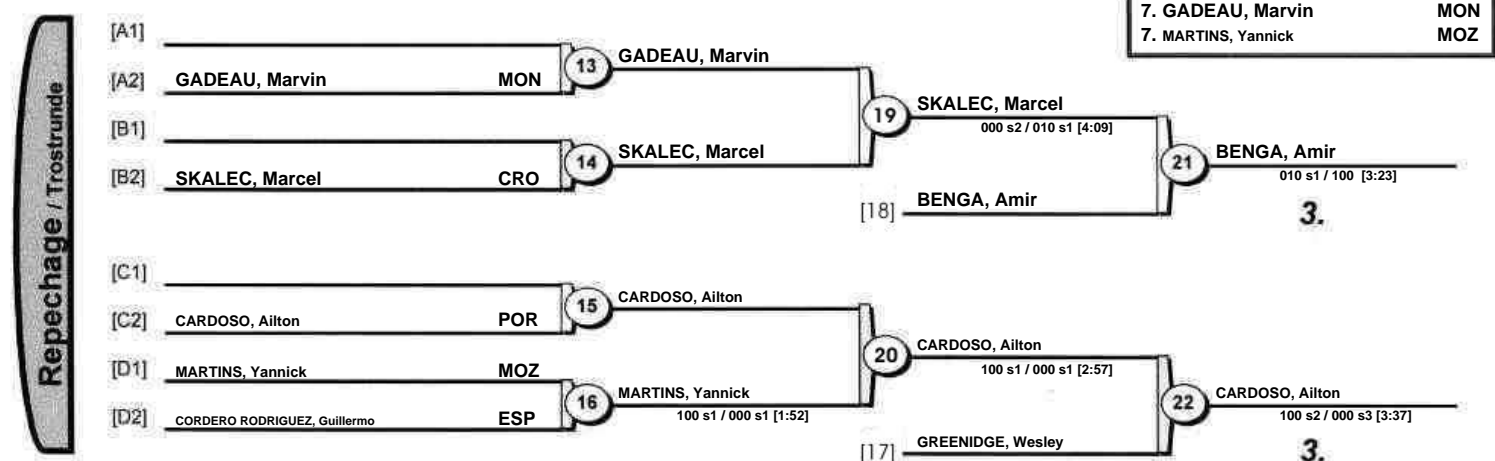 7. GADEAU, Marvin MON
7. MARTINS, Yannick MOZ
Repechage / Trostrunde
[A1]
[A2] GADEAU, Marvin MON
13 GADEAU, Marvin
[B1]
[B2] SKALEC, Marcel CRO
14 SKALEC, Marcel
19 SKALEC, Marcel
000 s2 / 010 s1 [4:09]
[18] BENGA, Amir
21 BENGA, Amir
010 s1 / 100 [3:23]
3.
[C1]
[C2] CARDOSO, Ailton POR
15 CARDOSO, Ailton
[D1] MARTINS, Yannick MOZ
[D2] CORDERO RODRIGUEZ, Guillermo ESP
16 MARTINS, Yannick
100 s1 / 000 s1 [1:52]
20 CARDOSO, Ailton
100 s1 / 000 s1 [2:57]
[17] GREENIDGE, Wesley
22 CARDOSO, Ailton
100 s2 / 000 s3 [3:37]
3.